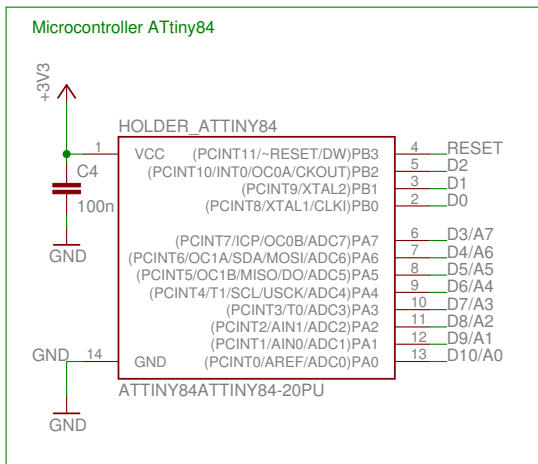 Microcontroller ATtiny84
+3V3
HOLDER_ATTINY84
1 VCC (PCINT11/~RESET/DW)PB3 4 RESET
(PCINT10/INT0/OC0A/CKOUT)PB2 5 D2
C4 (PCINT9/XTAL2)PB1 3 D1
100n (PCINT8/XTAL1/CLKI)PB0 2 D0
GND
(PCINT7/ICP/OC0B/ADC7)PA7 6 D3/A7
(PCINT6/OC1A/SDA/MOSI/ADC6)PA6 7 D4/A6
(PCINT5/OC1B/MISO/DO/ADC5)PA5 8 D5/A5
(PCINT4/T1/SCL/USCK/ADC4)PA4 9 D6/A4
(PCINT3/T0/ADC3)PA3 10 D7/A3
(PCINT2/AIN1/ADC2)PA2 11 D8/A2
(PCINT1/AIN0/ADC1)PA1 12 D9/A1
GND 14 GND (PCINT0/AREF/ADC0)PA0 13 D10/A0
ATTINY84ATTINY84-20PU
GND